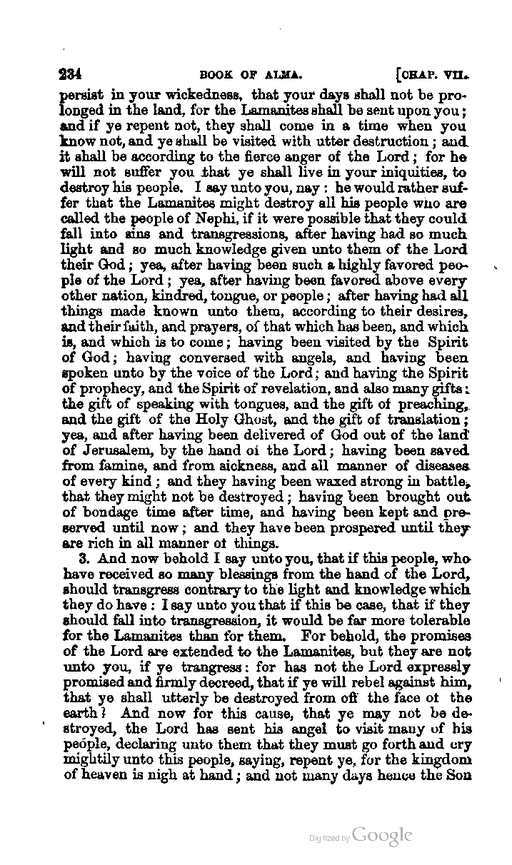 234 BOOK OF ALMA. [CHAP. VII.
persist in your wickedness, that your days shall not be pro-
longed in the land, for the Lamanites shall be sent upon you;
and if ye repent not, they shall come in a time when you
know not, and ye shall be visited with utter destruction; and
it shall be according to the fierce anger of the Lord; for he
will not suffer you that ye shall live in your iniquities, to
destroy his people. I say unto you, nay: he would rather suf-
fer that the Lamanites might destroy all his people who are
called the people of Nephi, if it were possible that they could
fall into sins and transgressions, after having had so much
light and so much knowledge given unto them of the Lord
their God; yea, after having been such a highly favored peo-
ple of the Lord; yea, after having been favored above every
other nation, kindred, tongue, or people; after having had all
things made known unto them, according to their desires,
and their faith, and prayers, of that which has been, and which
is, and which is to come; having been visited by the Spirit
of God; having conversed with angels, and having been
spoken unto by the voice of the Lord; and having the Spirit
of prophecy, and the Spirit of revelation, and also many gifts:
the gift of speaking with tongues, and the gift of preaching,
and the gift of the Holy Ghost, and the gift of translation;
yea, and after having been delivered of God out of the land
of Jerusalem, by the hand of the Lord; having been saved
from famine, and from sickness, and all manner of diseases
of every kind; and they having been waxed strong in battle,
that they might not be destroyed; having been brought out
of bondage time after time, and having been kept and pre-
served until now; and they have been prospered until they
are rich in all manner of things.
3. And now behold I say unto you, that if this people, who
have received so many blessings from the hand of the Lord,
should transgress contrary to the light and knowledge which
they do have: I say unto you that if this be case, that if they
should fall into transgression, it would be far more tolerable
for the Lamanites than for them. For behold, the promises
of the Lord are extended to the Lamanites, but they are not
unto you, if ye trangress: for has not the Lord expressly
promised and firmly decreed, that if ye will rebel against him,
that ye shall utterly be destroyed from off the face of the
earth? And now for this cause, that ye may not be de-
stroyed, the Lord has sent his angel to visit many of his
people, declaring unto them that they must go forth and cry
mightily unto this people, saying, repent ye, for the kingdom
of heaven is nigh at hand; and not many days hence the Son
Digitized by Google